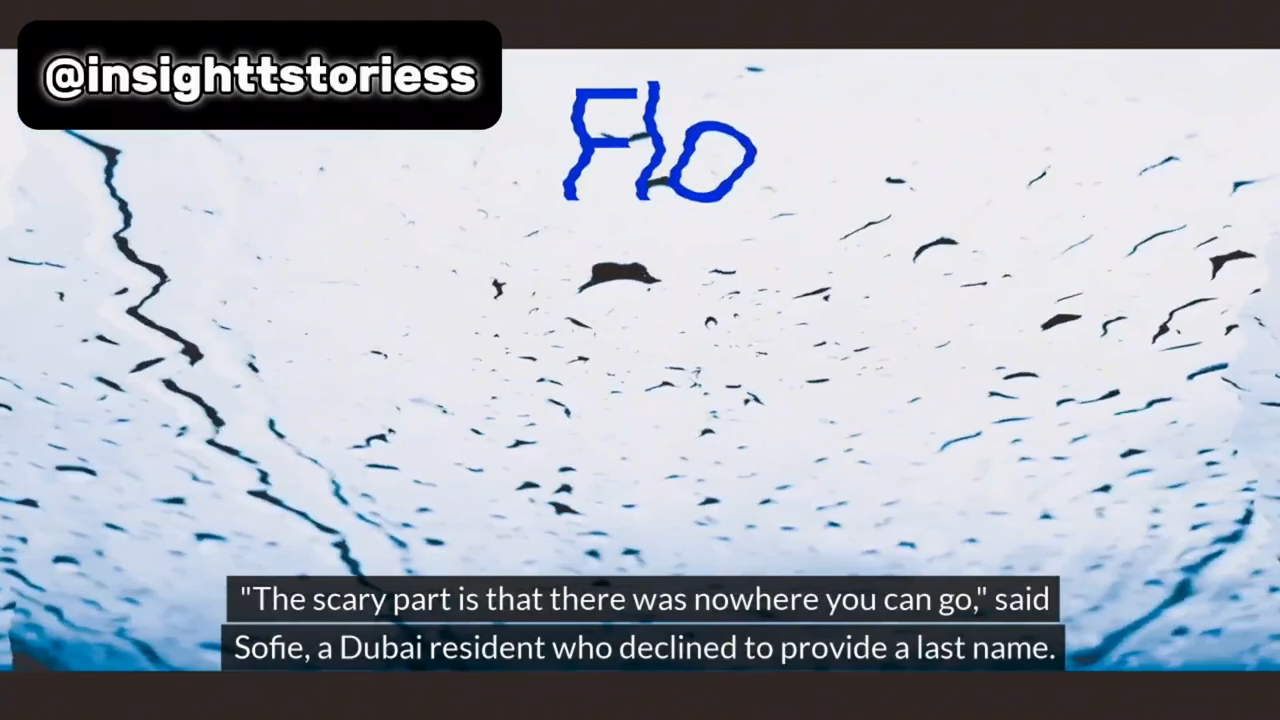 @insighttstoriess
Flo
"The scary part is that there was nowhere you can go," said
Sofie, a Dubai resident who declined to provide a last name.